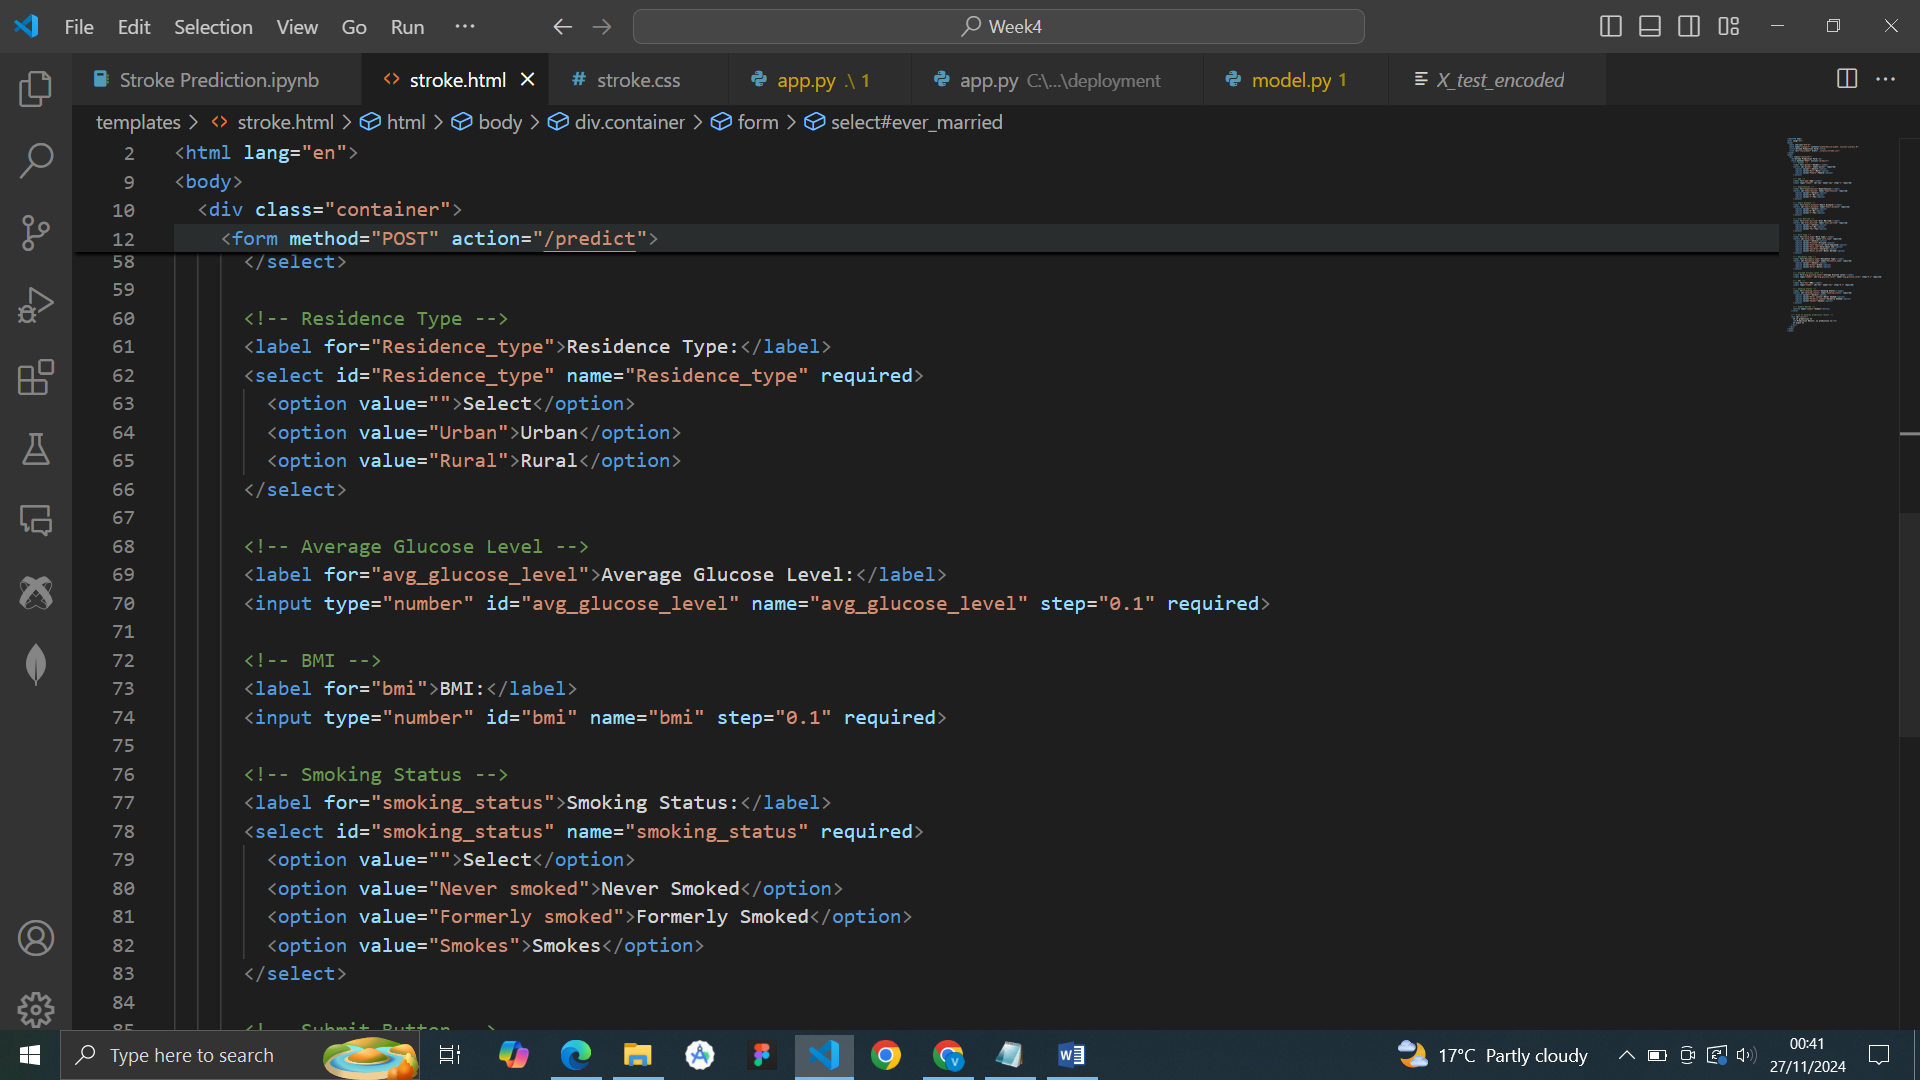 File Edit Selection View Go Run ··· Week4
Stroke Prediction.ipynb stroke.html stroke.css app.py .\ 1 app.py C:\...\deployment model.py 1 X_test_encoded
templates > stroke.html > html > body > div.container > form > select#ever_married
2 <html lang="en">
9 <body>
10 <div class="container">
12 <form method="POST" action="/predict">
58 </select>
59
60 <!-- Residence Type -->
61 <label for="Residence_type">Residence Type:</label>
62 <select id="Residence_type" name="Residence_type" required>
63 <option value="">Select</option>
64 <option value="Urban">Urban</option>
65 <option value="Rural">Rural</option>
66 </select>
67
68 <!-- Average Glucose Level -->
69 <label for="avg_glucose_level">Average Glucose Level:</label>
70 <input type="number" id="avg_glucose_level" name="avg_glucose_level" step="0.1" required>
71
72 <!-- BMI -->
73 <label for="bmi">BMI:</label>
74 <input type="number" id="bmi" name="bmi" step="0.1" required>
75
76 <!-- Smoking Status -->
77 <label for="smoking_status">Smoking Status:</label>
78 <select id="smoking_status" name="smoking_status" required>
79 <option value="">Select</option>
80 <option value="Never smoked">Never Smoked</option>
81 <option value="Formerly smoked">Formerly Smoked</option>
82 <option value="Smokes">Smokes</option>
83 </select>
84
85 <!-- Submit Button -->
Type here to search 17°C Partly cloudy 00:41
27/11/2024